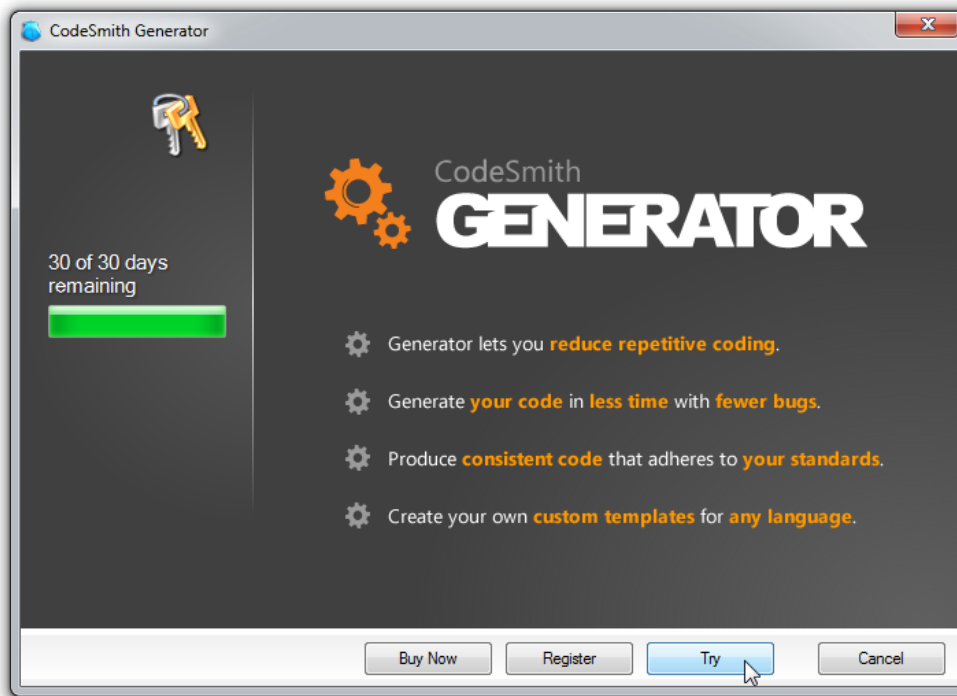 CodeSmith Generator
30 of 30 days
remaining
CodeSmith
GENERATOR
Generator lets you reduce repetitive coding.
Generate your code in less time with fewer bugs.
Produce consistent code that adheres to your standards.
Create your own custom templates for any language.
Buy Now
Register
Try
Cancel